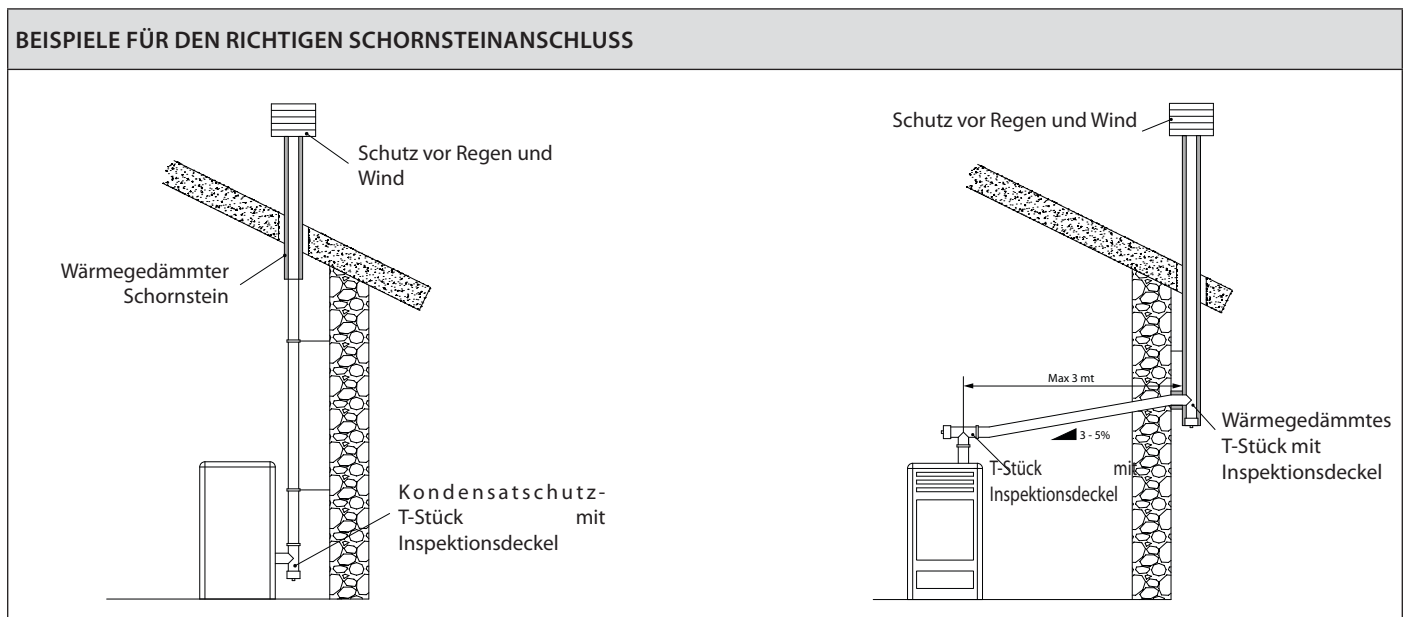 BEISPIELE FÜR DEN RICHTIGEN SCHORNSTEINANSCHLUSS
Schutz vor Regen und
Wind
Wärmegedämmter
Schornstein
Kondensatschutz-
T-Stück mit
Inspektionsdeckel
Schutz vor Regen und Wind
Max 3 mt
3 - 5%
T-Stück mit
Inspektionsdeckel
Wärmegedämmtes
T-Stück mit
Inspektionsdeckel